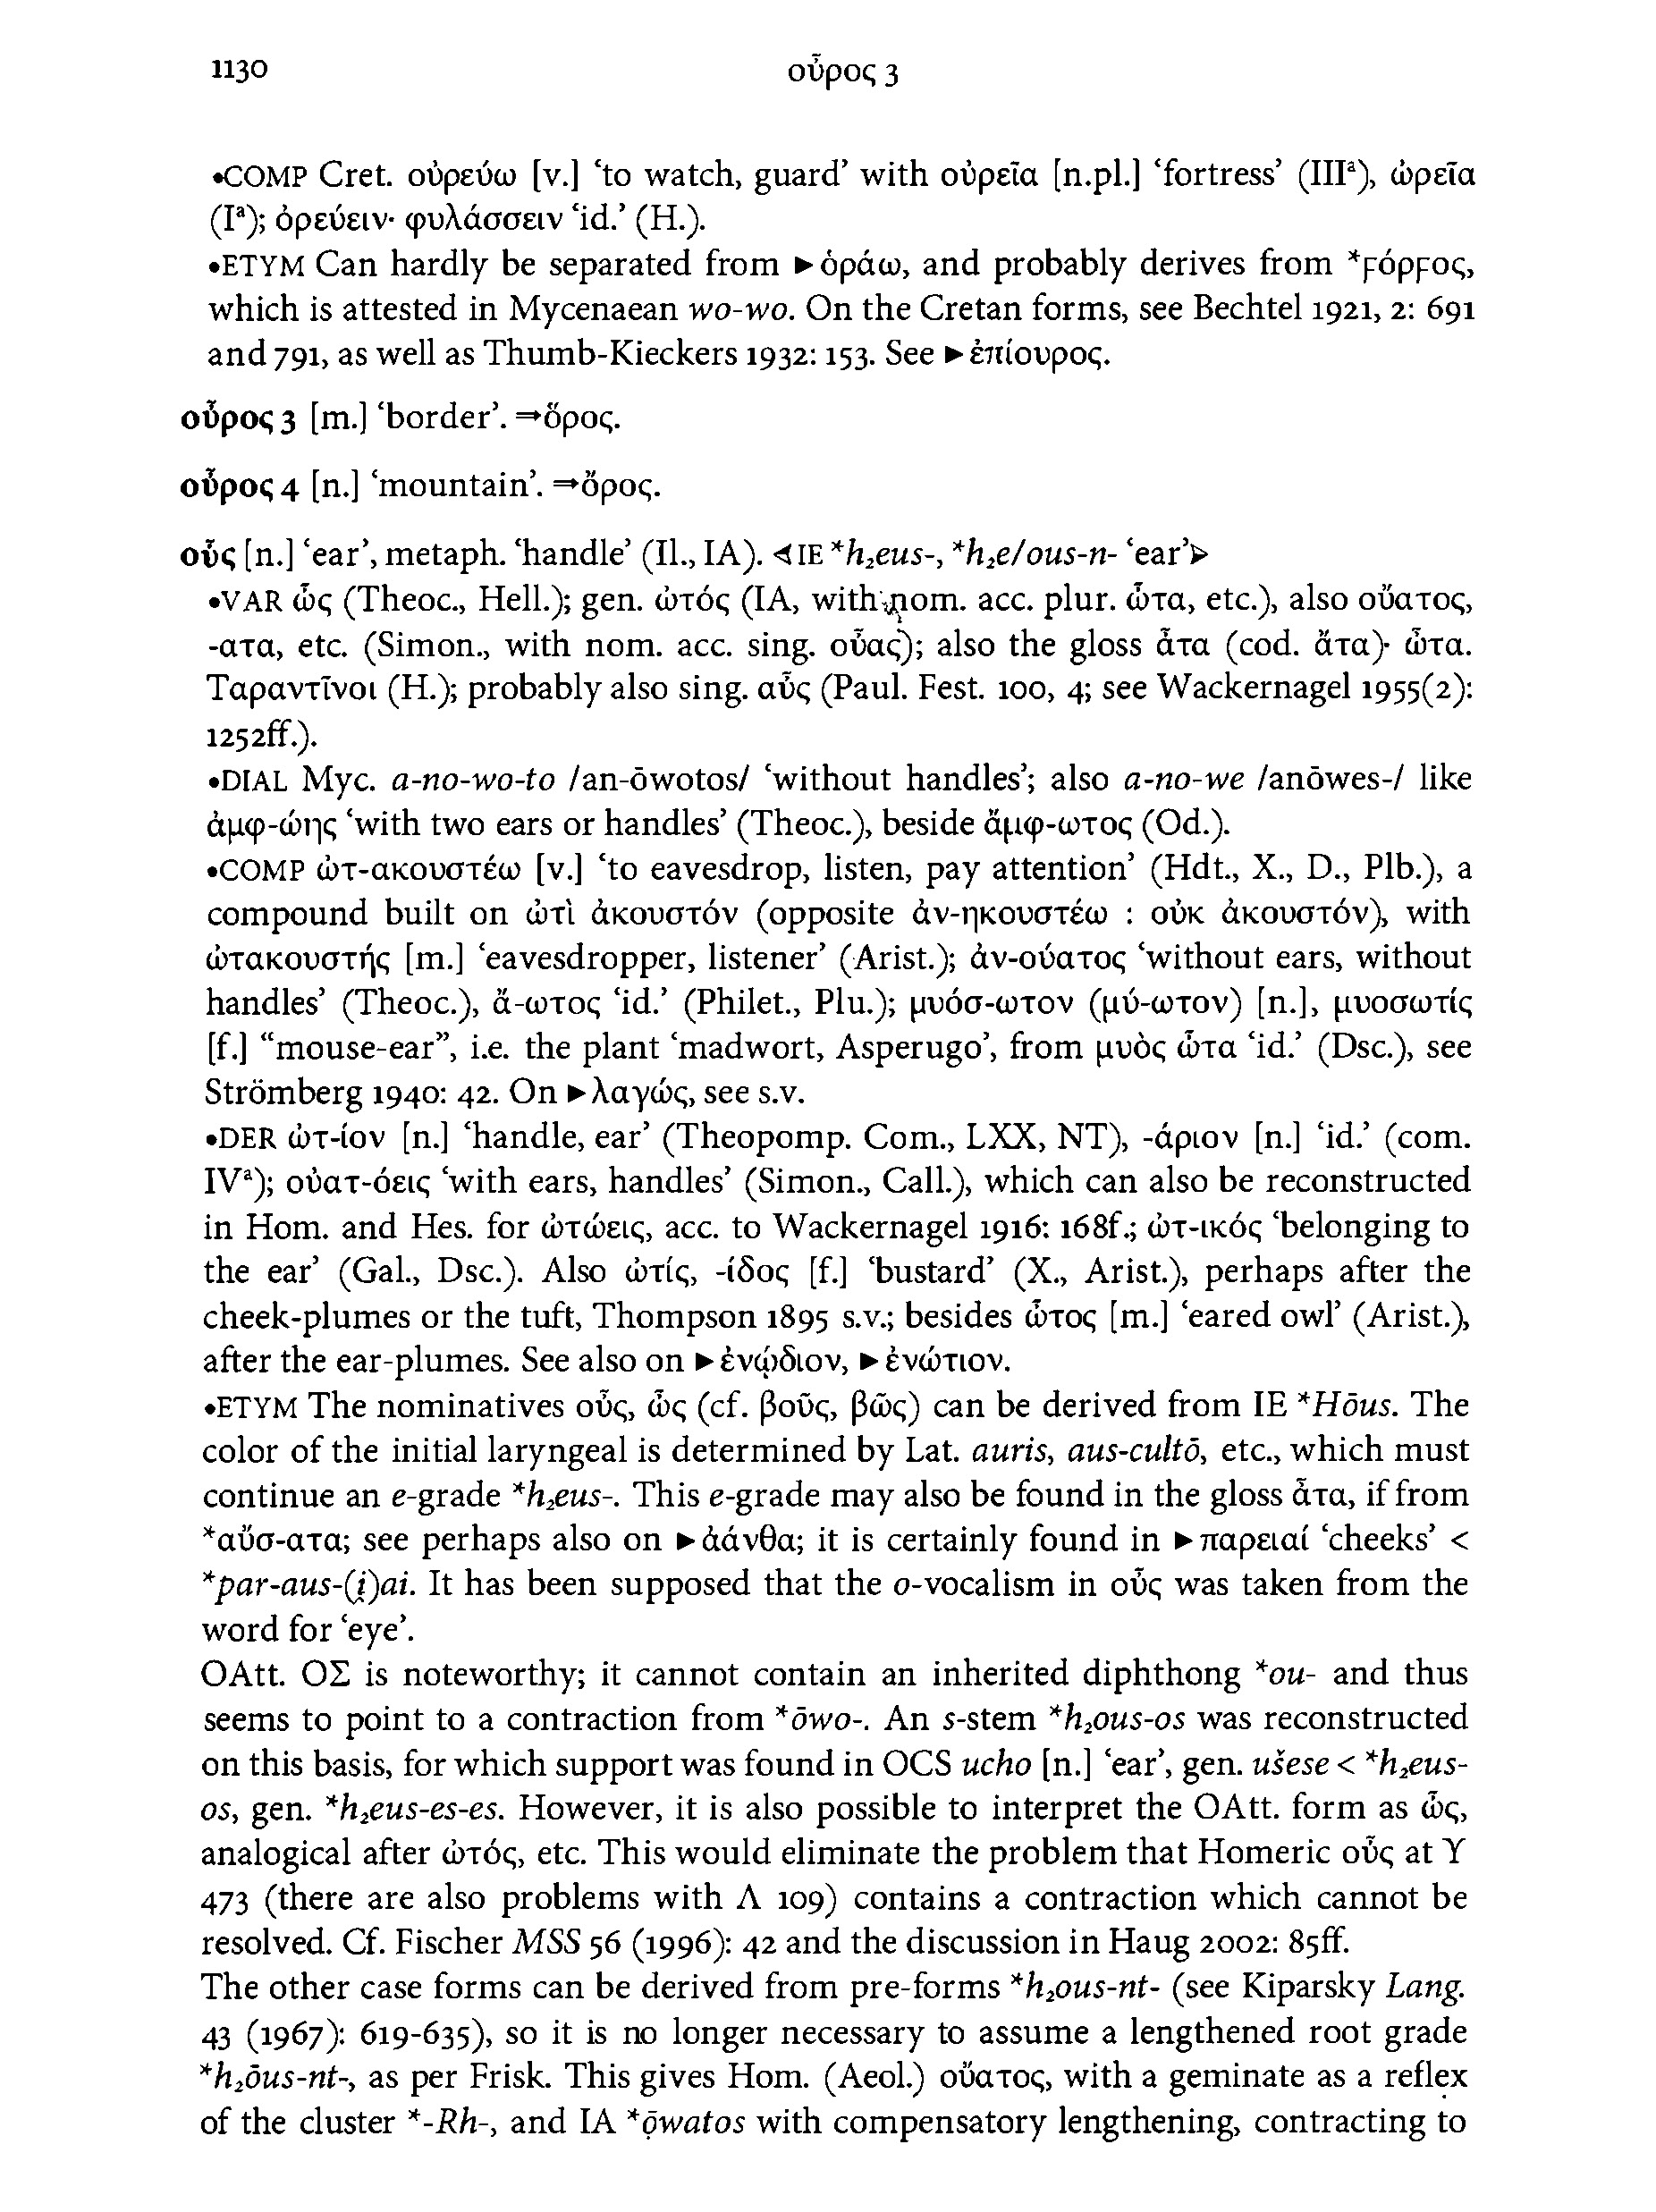 1130
οὖρος 3
•COMP Cret. οὐρεύω [v.] ‘to watch, guard’ with οὐρεῖα [n.pl.] ‘fortress’ (IIIᵃ), ὠρεῖα
(Iᵃ); ὀρεύειν· φυλάσσειν ‘id.’ (H.).
•ETYM Can hardly be separated from ►ὁράω, and probably derives from *ϝόρϝος,
which is attested in Mycenaean wo-wo. On the Cretan forms, see Bechtel 1921, 2: 691
and 791, as well as Thumb-Kieckers 1932: 153. See ►ἐπίουρος.
οὖρος 3 [m.] ‘border’. ⇒ὅρος.
οὖρος 4 [n.] ‘mountain’. ⇒ὄρος.
οὖς [n.] ‘ear’, metaph. ‘handle’ (Il., IA). ⊲IE *h₂eus-, *h₂e/ous-n- ‘ear’⊳
•VAR ὦς (Theoc., Hell.); gen. ὠτός (IA, with nom. acc. plur. ὦτα, etc.), also οὔατος,
-ατα, etc. (Simon., with nom. acc. sing. οὖας); also the gloss ἆτα (cod. ἄτα)· ὦτα.
Ταραντῖνοι (H.); probably also sing. αὖς (Paul. Fest. 100, 4; see Wackernagel 1955(2):
1252ff.).
•DIAL Myc. a-no-wo-to /an-ōwotos/ ‘without handles’; also a-no-we /anōwes-/ like
ἀμφ-ώης ‘with two ears or handles’ (Theoc.), beside ἄμφ-ωτος (Od.).
•COMP ὠτ-ακουστέω [v.] ‘to eavesdrop, listen, pay attention’ (Hdt., X., D., Plb.), a
compound built on ὠτὶ ἀκουστόν (opposite ἀν-ηκουστέω : οὐκ ἀκουστόν), with
ὠτακουστής [m.] ‘eavesdropper, listener’ (Arist.); ἀν-ούατος ‘without ears, without
handles’ (Theoc.), ἄ-ωτος ‘id.’ (Philet., Plu.); μυόσ-ωτον (μύ-ωτον) [n.], μυοσωτίς
[f.] “mouse-ear”, i.e. the plant ‘madwort, Asperugo’, from μυὸς ὦτα ‘id.’ (Dsc.), see
Strömberg 1940: 42. On ►λαγώς, see s.v.
•DER ὠτ-ίον [n.] ‘handle, ear’ (Theopomp. Com., LXX, NT), -άριον [n.] ‘id.’ (com.
IVᵃ); οὐατ-όεις ‘with ears, handles’ (Simon., Call.), which can also be reconstructed
in Hom. and Hes. for ὠτώεις, acc. to Wackernagel 1916: 168f.; ὠτ-ικός ‘belonging to
the ear’ (Gal., Dsc.). Also ὠτίς, -ίδος [f.] ‘bustard’ (X., Arist.), perhaps after the
cheek-plumes or the tuft, Thompson 1895 s.v.; besides ὦτος [m.] ‘eared owl’ (Arist.),
after the ear-plumes. See also on ►ἐνῴδιον, ►ἐνώτιον.
•ETYM The nominatives οὖς, ὦς (cf. βοῦς, βῶς) can be derived from IE *Hōus. The
color of the initial laryngeal is determined by Lat. auris, aus-cultō, etc., which must
continue an e-grade *h₂eus-. This e-grade may also be found in the gloss ἆτα, if from
*αὔσ-ατα; see perhaps also on ►ἀάνθα; it is certainly found in ►παρειαί ‘cheeks’ <
*par-aus-(i̯)ai. It has been supposed that the o-vocalism in οὖς was taken from the
word for ‘eye’.
OAtt. ΟΣ is noteworthy; it cannot contain an inherited diphthong *ou- and thus
seems to point to a contraction from *ōwo-. An s-stem *h₂ous-os was reconstructed
on this basis, for which support was found in OCS ucho [n.] ‘ear’, gen. ušese < *h₂eus-
os, gen. *h₂eus-es-es. However, it is also possible to interpret the OAtt. form as ὦς,
analogical after ὠτός, etc. This would eliminate the problem that Homeric οὖς at Υ
473 (there are also problems with Λ 109) contains a contraction which cannot be
resolved. Cf. Fischer MSS 56 (1996): 42 and the discussion in Haug 2002: 85ff.
The other case forms can be derived from pre-forms *h₂ous-nt- (see Kiparsky Lang.
43 (1967): 619-635), so it is no longer necessary to assume a lengthened root grade
*h₂ōus-nt-, as per Frisk. This gives Hom. (Aeol.) οὔατος, with a geminate as a reflex
of the cluster *-Rh-, and IA *ọ̄watos with compensatory lengthening, contracting to